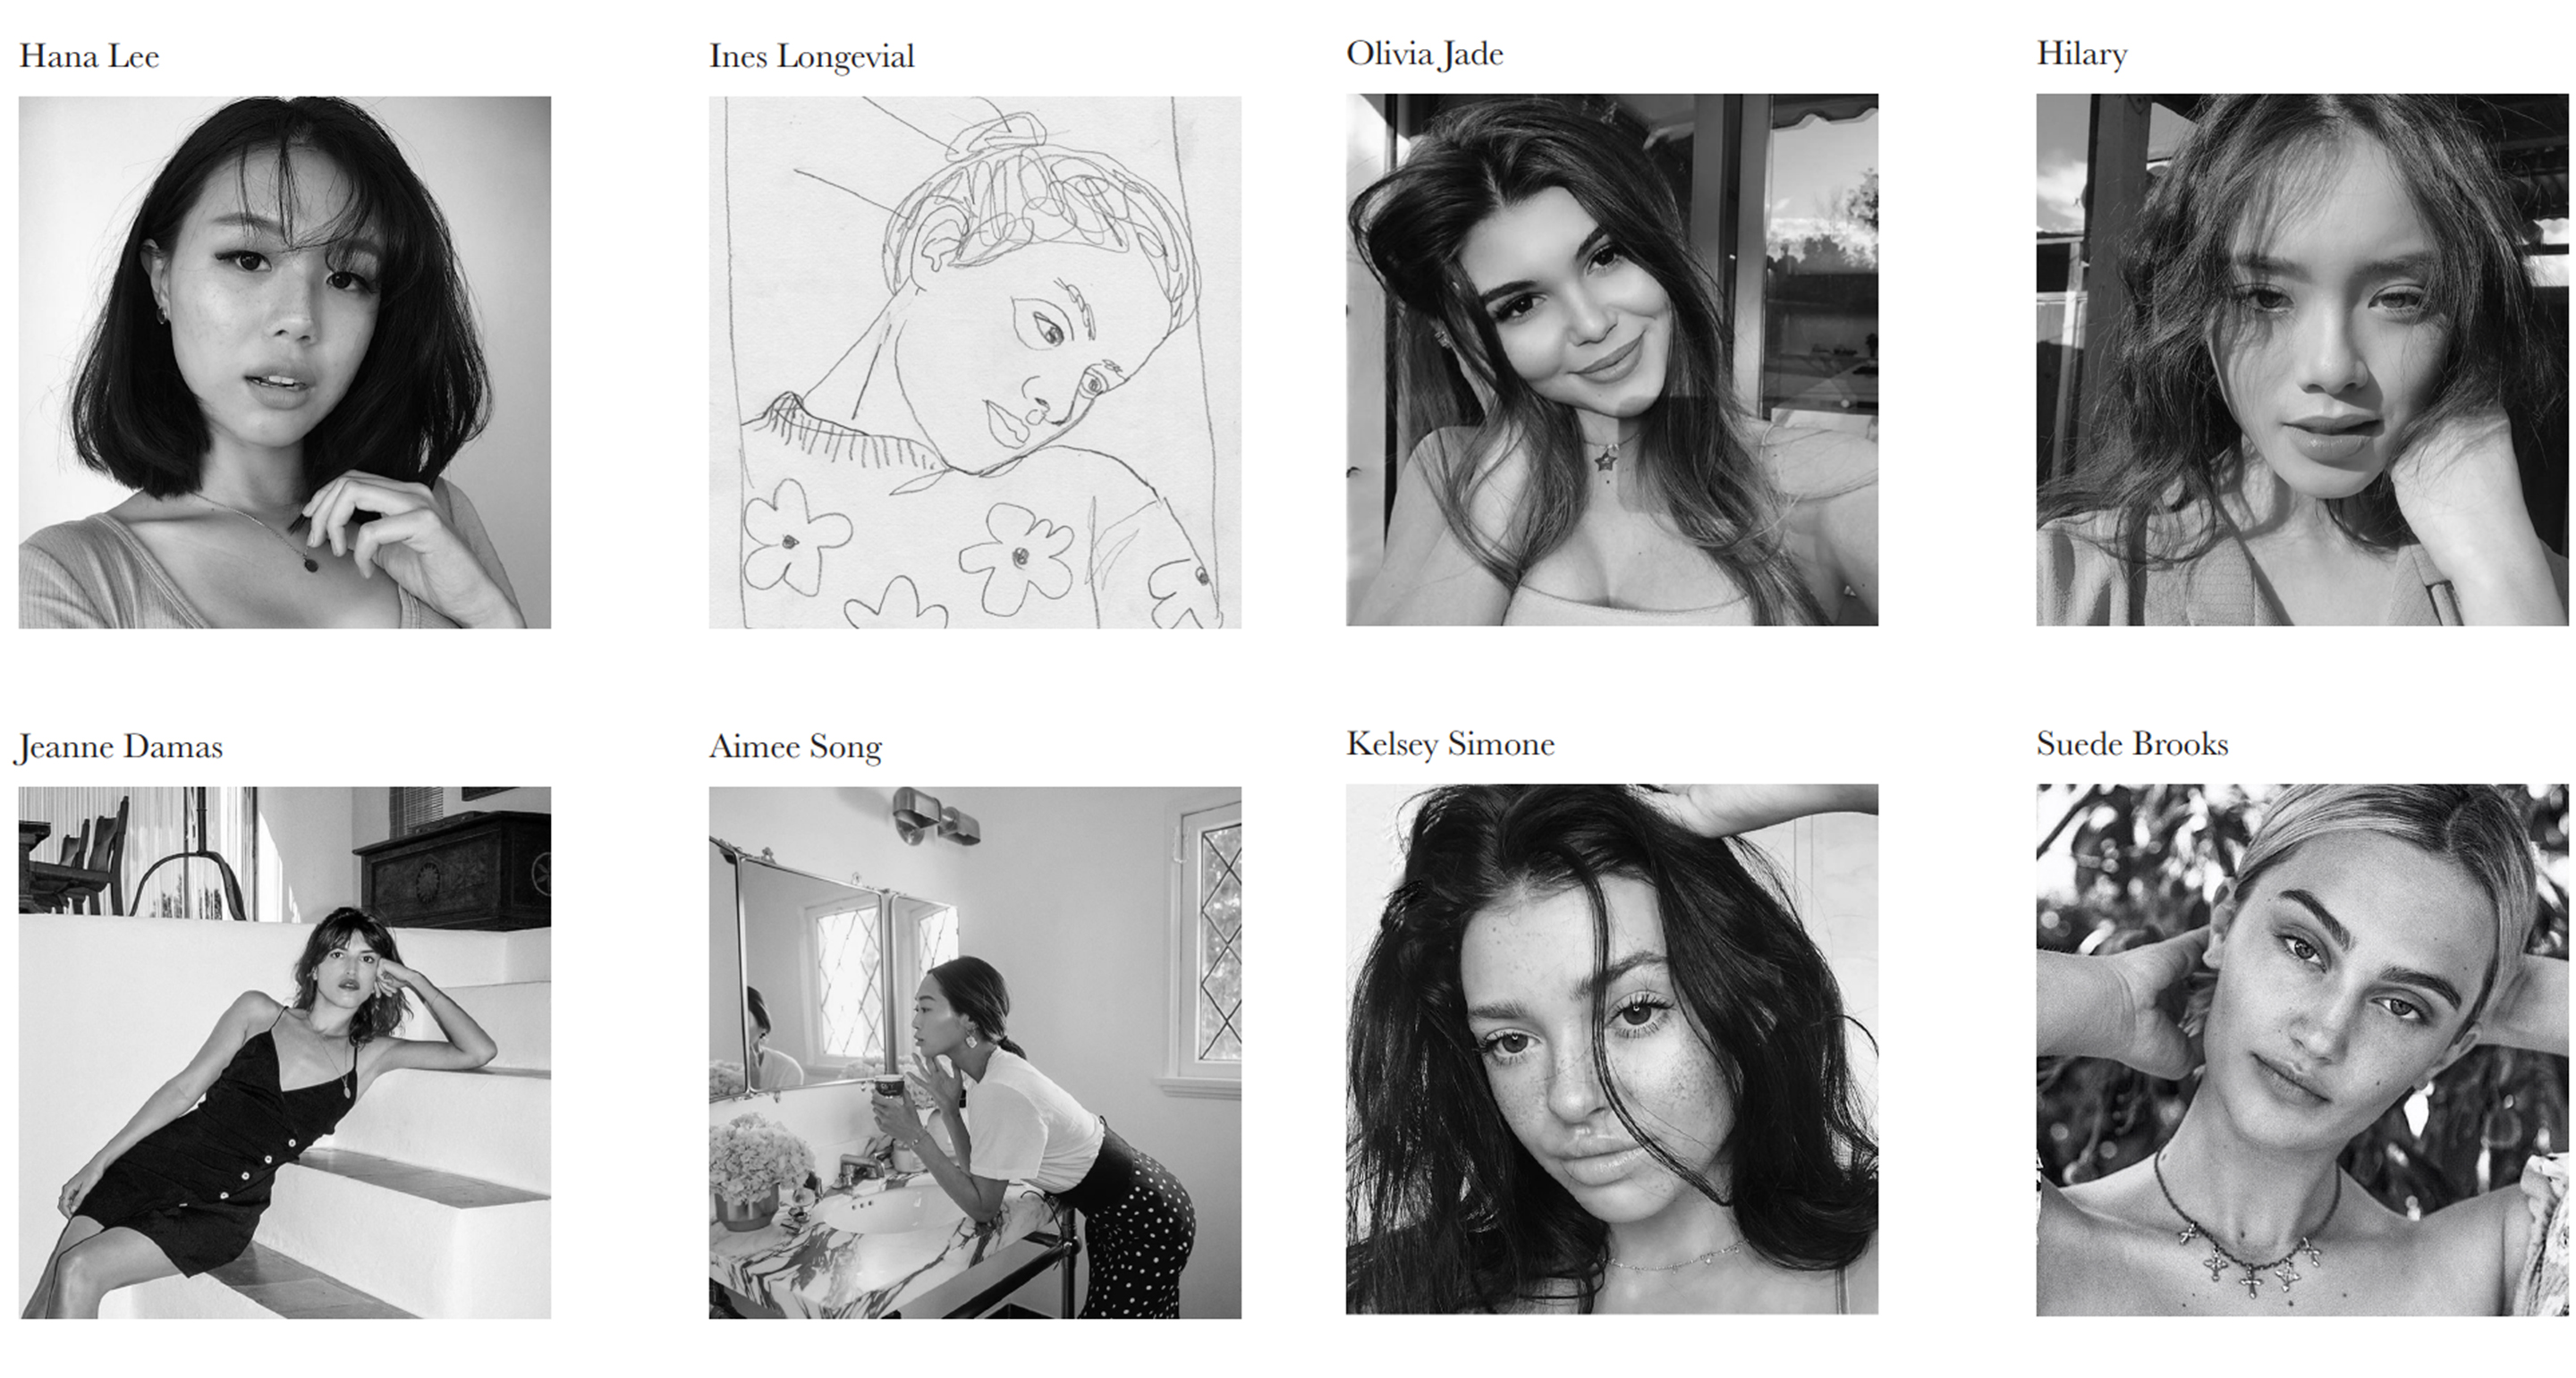 Hana Lee
Ines Longevial
Olivia Jade
Hilary
Jeanne Damas
Aimee Song
Kelsey Simone
Suede Brooks